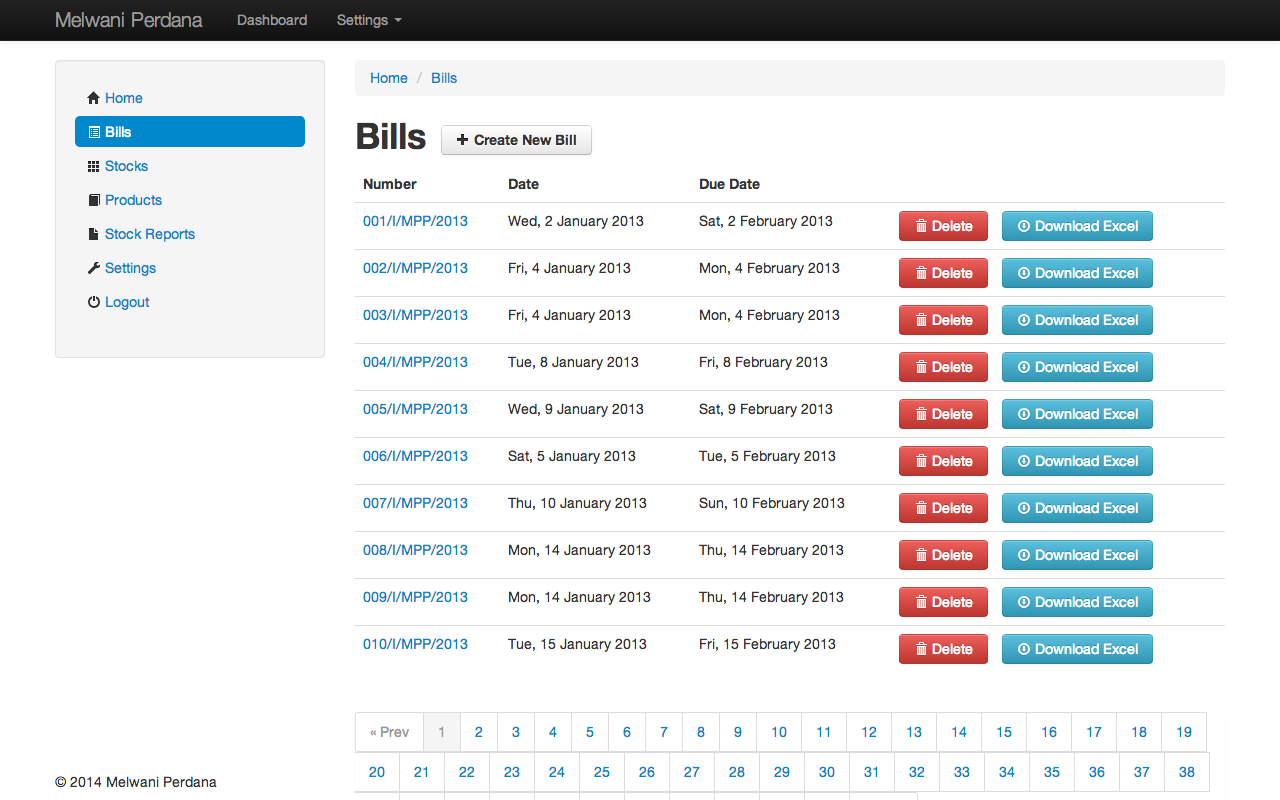 Melwani Perdana Dashboard Settings
Home
Bills
Stocks
Products
Stock Reports
Settings
Logout
Home / Bills
Bills + Create New Bill
Number Date Due Date
001/I/MPP/2013 Wed, 2 January 2013 Sat, 2 February 2013 Delete Download Excel
002/I/MPP/2013 Fri, 4 January 2013 Mon, 4 February 2013 Delete Download Excel
003/I/MPP/2013 Fri, 4 January 2013 Mon, 4 February 2013 Delete Download Excel
004/I/MPP/2013 Tue, 8 January 2013 Fri, 8 February 2013 Delete Download Excel
005/I/MPP/2013 Wed, 9 January 2013 Sat, 9 February 2013 Delete Download Excel
006/I/MPP/2013 Sat, 5 January 2013 Tue, 5 February 2013 Delete Download Excel
007/I/MPP/2013 Thu, 10 January 2013 Sun, 10 February 2013 Delete Download Excel
008/I/MPP/2013 Mon, 14 January 2013 Thu, 14 February 2013 Delete Download Excel
009/I/MPP/2013 Mon, 14 January 2013 Thu, 14 February 2013 Delete Download Excel
010/I/MPP/2013 Tue, 15 January 2013 Fri, 15 February 2013 Delete Download Excel
« Prev 1 2 3 4 5 6 7 8 9 10 11 12 13 14 15 16 17 18 19
20 21 22 23 24 25 26 27 28 29 30 31 32 33 34 35 36 37 38
© 2014 Melwani Perdana